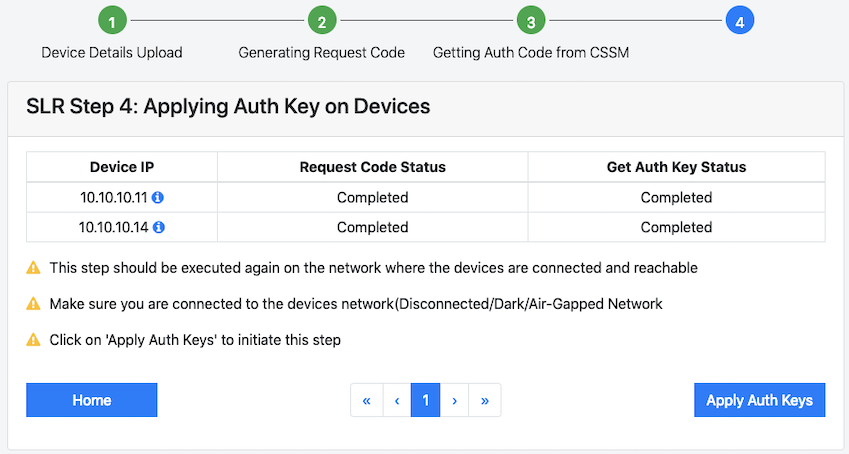 1 2 3 4
Device Details Upload Generating Request Code Getting Auth Code from CSSM
SLR Step 4: Applying Auth Key on Devices
Device IP Request Code Status Get Auth Key Status
10.10.10.11 Completed Completed
10.10.10.14 Completed Completed
This step should be executed again on the network where the devices are connected and reachable
Make sure you are connected to the devices network(Disconnected/Dark/Air-Gapped Network
Click on 'Apply Auth Keys' to initiate this step
Home « ‹ 1 › » Apply Auth Keys